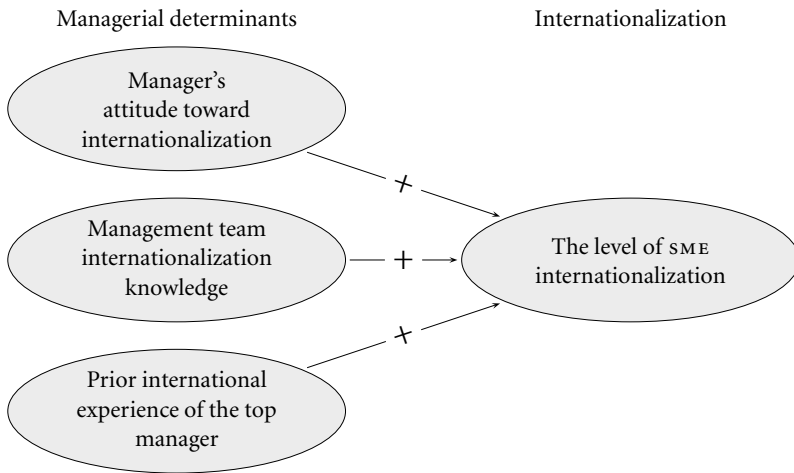 Managerial determinants
Internationalization
Manager’s
attitude toward
internationalization
+
Management team
internationalization
knowledge
+
The level of SME
internationalization
+
Prior international
experience of the top
manager